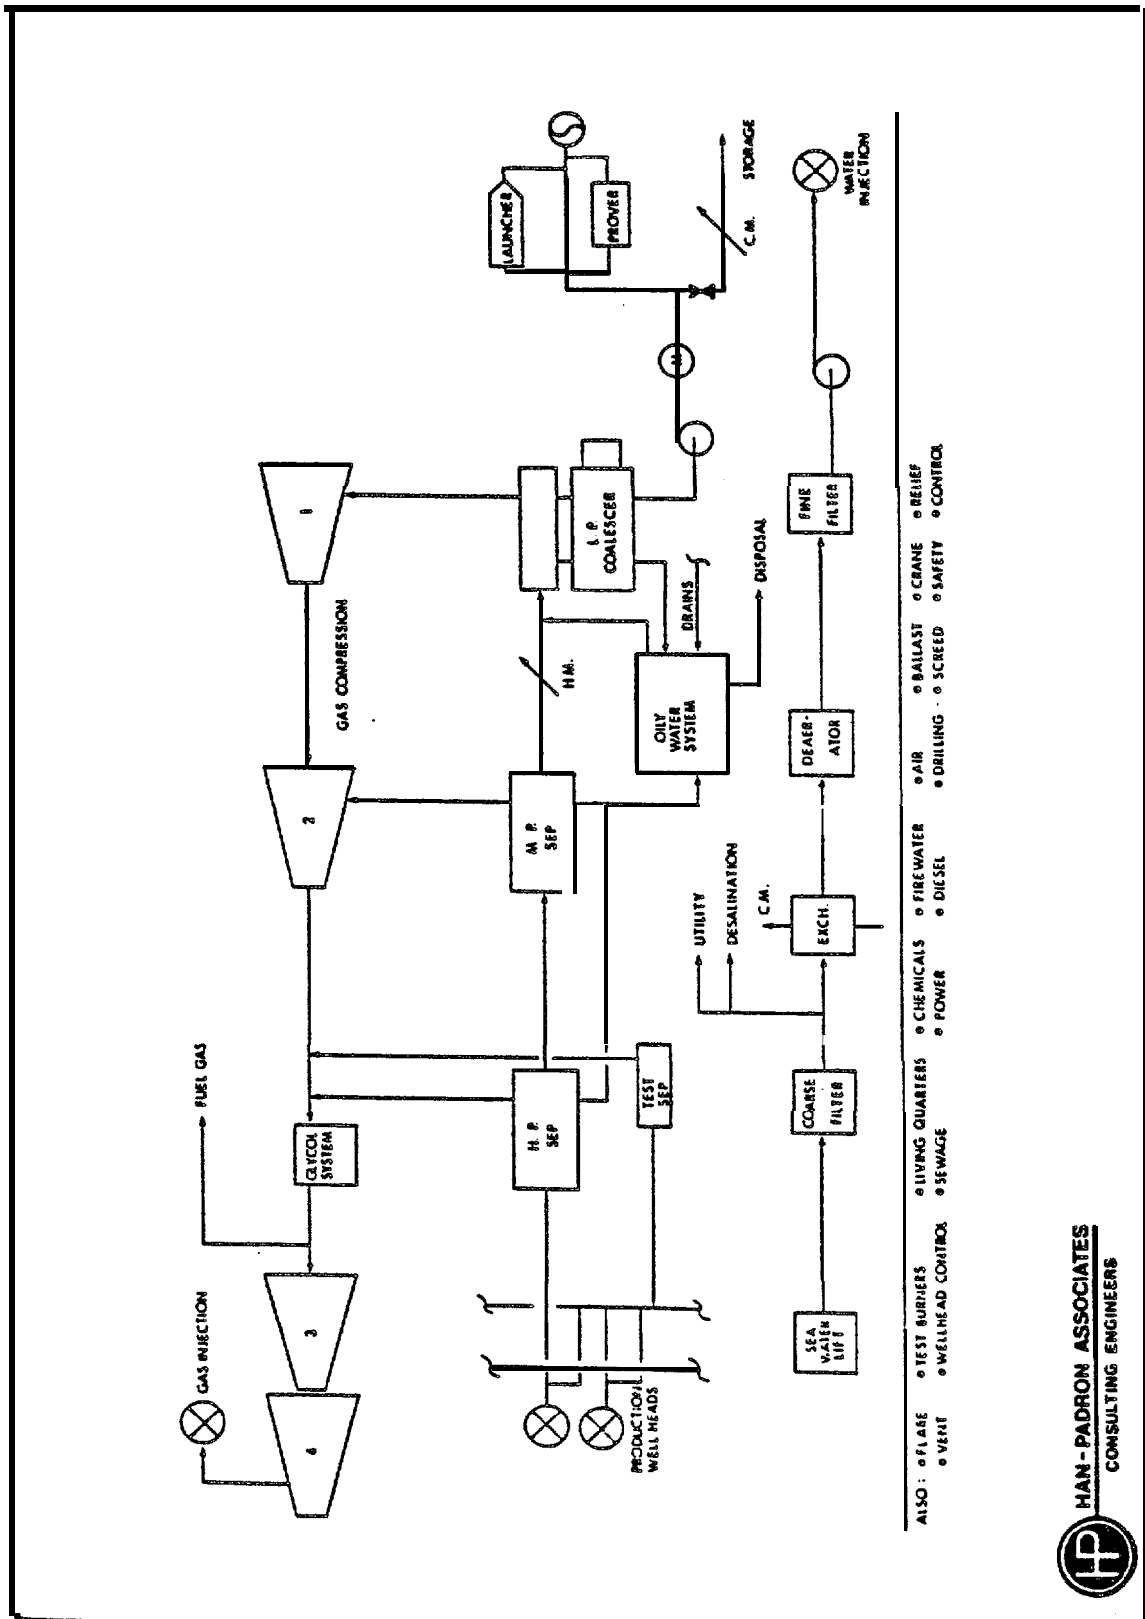 GAS INJECTION
FUEL GAS
4
3
GLYCOL
SYSTEM
2
GAS COMPRESSION
1
PRODUCTION
WELL HEADS
H. P.
SEP
TEST
SEP
M P.
SEP
H M.
L. P.
COALESCER
OILY
WATER
SYSTEM
DRAINS
DISPOSAL
M
LAUNCHER
PROVER
C.M.
STORAGE
SEA
WATER
LIFT
COARSE
FILTER
UTILITY
DESALINATION
C.M.
EXCH.
DEAER-
ATOR
FINE
FILTER
WATER
INJECTION
ALSO: • FLARE • TEST BURNERS • LIVING QUARTERS • CHEMICALS • FIREWATER • AIR • BALLAST • CRANE • RELIEF
• VENT • WELLHEAD CONTROL • SEWAGE • POWER • DIESEL • DRILLING - • SCREED • SAFETY • CONTROL
HP
HAN-PADRON ASSOCIATES
CONSULTING ENGINEERS